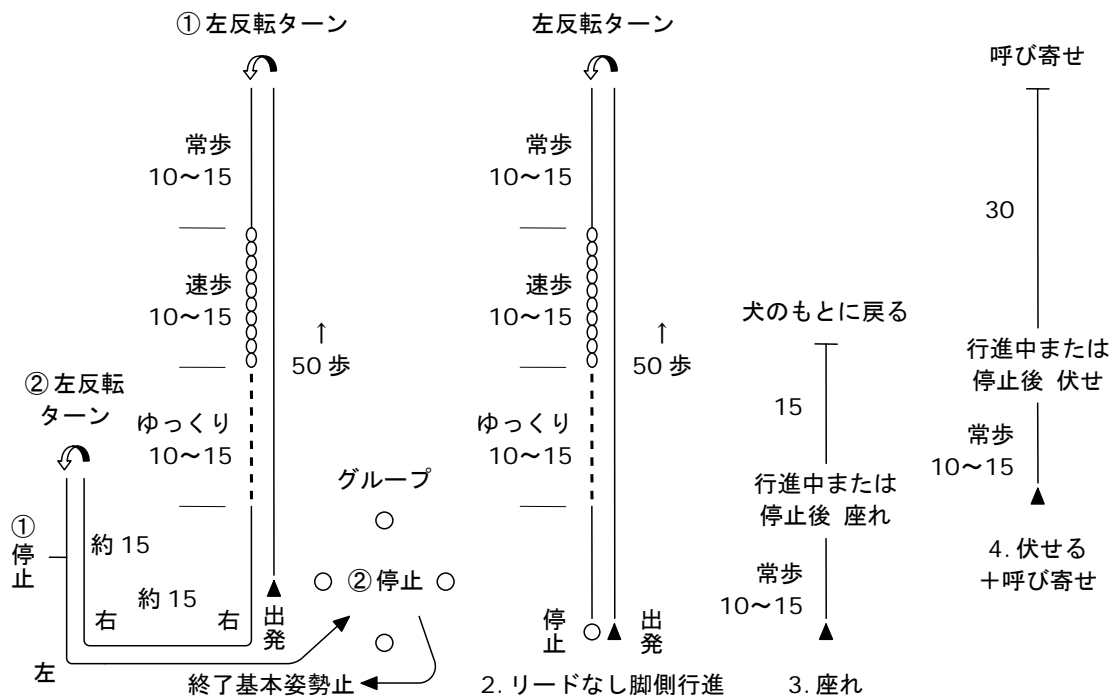 ①左反転ターン
常歩
10〜15
速歩
10〜15
↑
50 歩
ゆっくり
10〜15
②左反転
ターン
①
停止
約 15
約 15
右
右
左
出発
グループ
②停止
終了基本姿勢止
左反転ターン
常歩
10〜15
速歩
10〜15
↑
50 歩
ゆっくり
10〜15
停止
出発
2. リードなし脚側行進
犬のもとに戻る
15
行進中または
停止後 座れ
常歩
10〜15
3. 座れ
呼び寄せ
30
行進中または
停止後 伏せ
常歩
10〜15
4. 伏せる
＋呼び寄せ